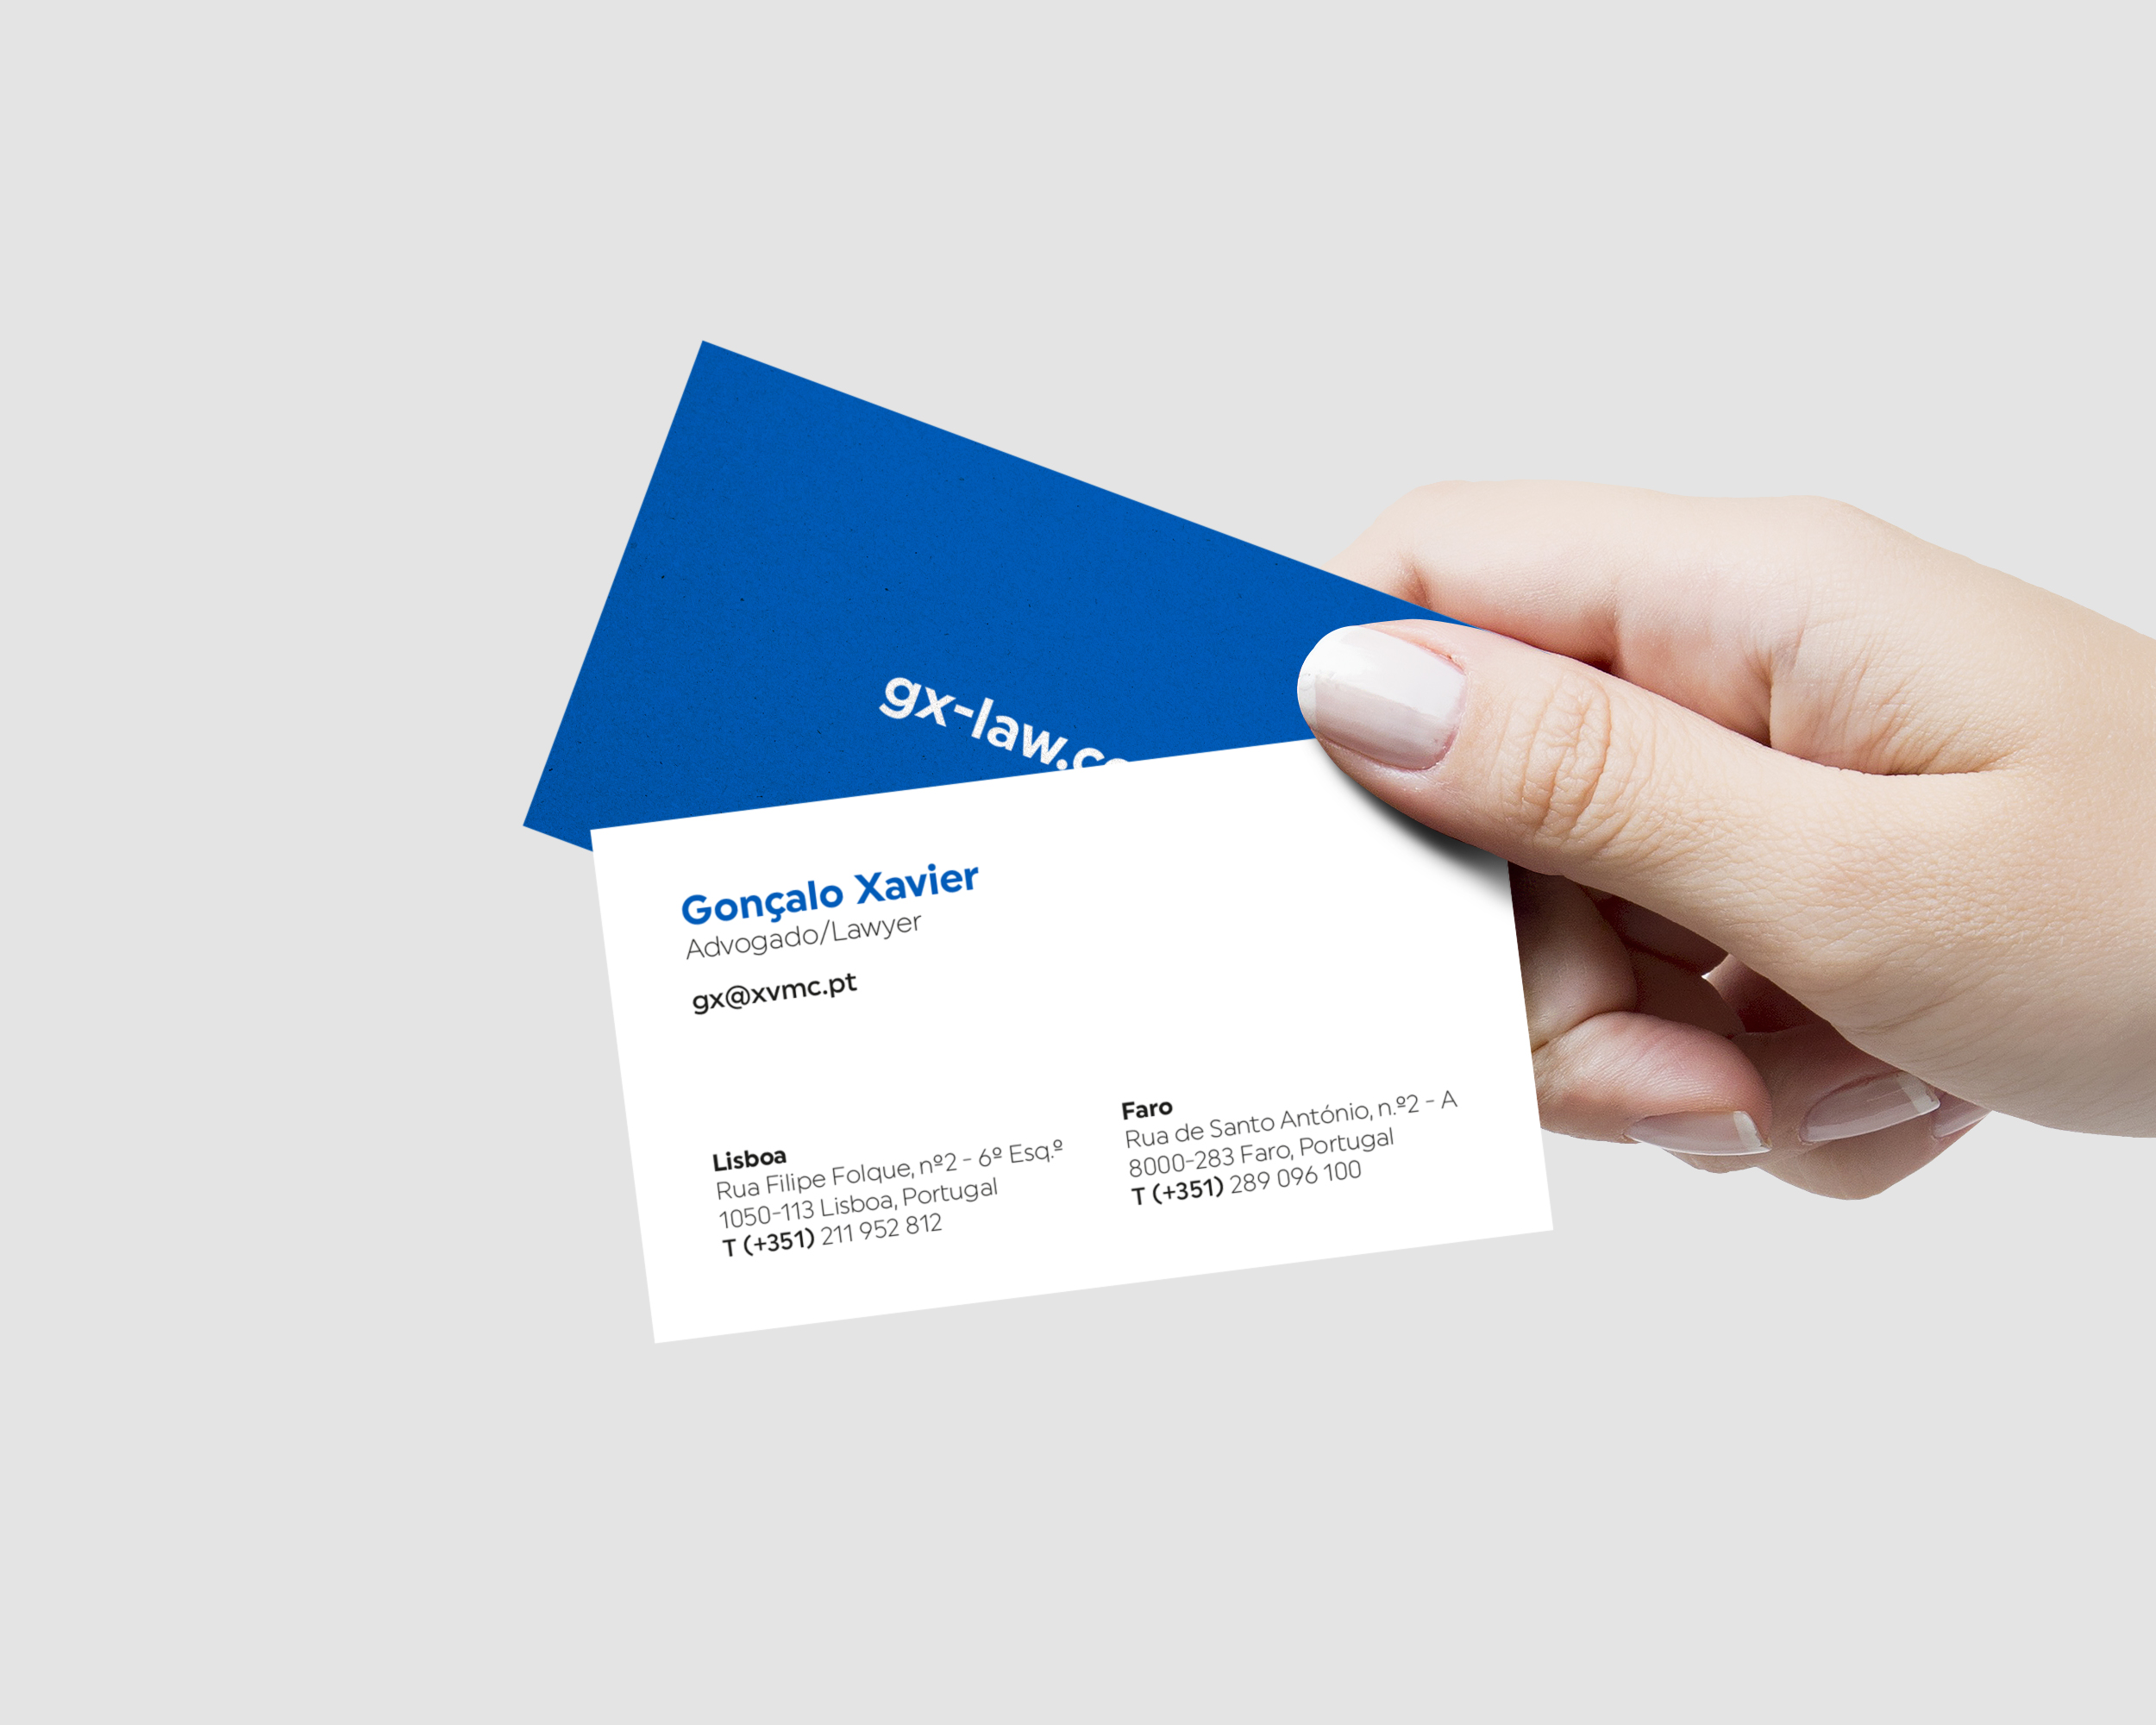 gx-law.co
Gonçalo Xavier
Advogado/Lawyer
gx@xvmc.pt
Lisboa
Rua Filipe Folque, nº2 - 6º Esq.º
1050-113 Lisboa, Portugal
T (+351) 211 952 812
Faro
Rua de Santo António, n.º2 - A
8000-283 Faro, Portugal
T (+351) 289 096 100